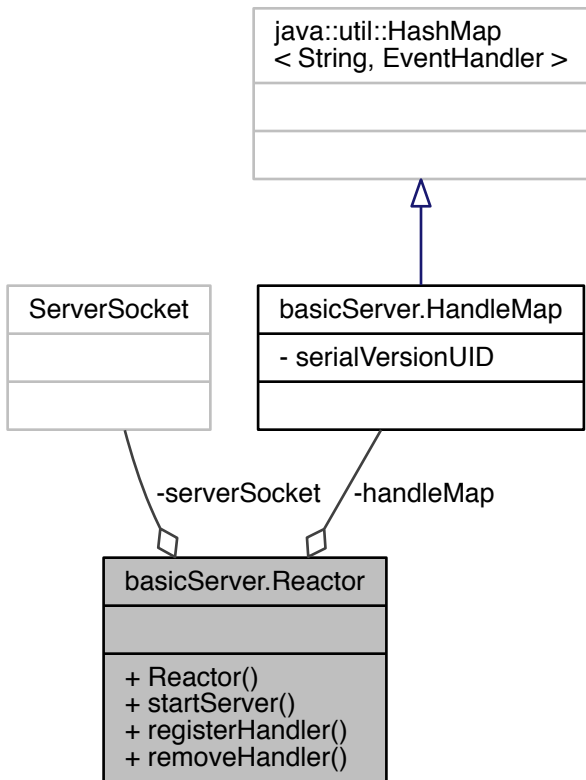 java::util::HashMap
< String, EventHandler >
ServerSocket
basicServer.HandleMap
- serialVersionUID
-serverSocket
-handleMap
basicServer.Reactor
+ Reactor()
+ startServer()
+ registerHandler()
+ removeHandler()